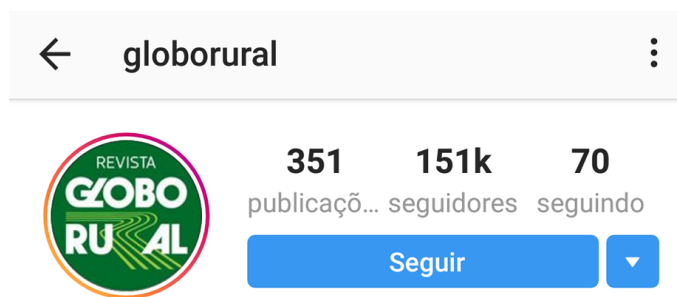 globorural
REVISTA
GLOBO
RURAL
351 151k 70
publicaçõ... seguidores seguindo
Seguir